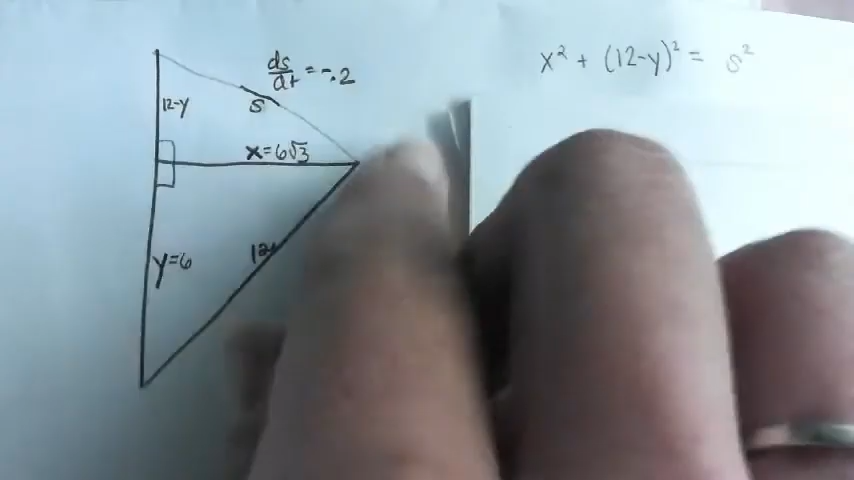 ds/dt = -.2
x² + (12-y)² = s²
12-y
s
x=6√3
12
y=6